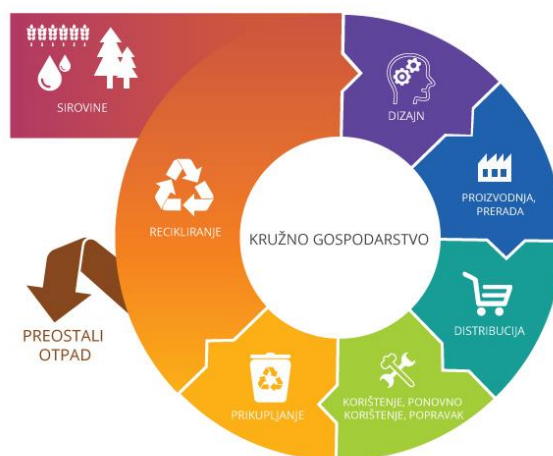 SIROVINE
DIZAJN
PROIZVODNJA,
PRERADA
RECIKLIRANJE
KRUŽNO GOSPODARSTVO
DISTRIBUCIJA
PREOSTALI
OTPAD
PRIKUPLJANJE
KORIŠTENJE, PONOVNO
KORIŠTENJE, POPRAVAK